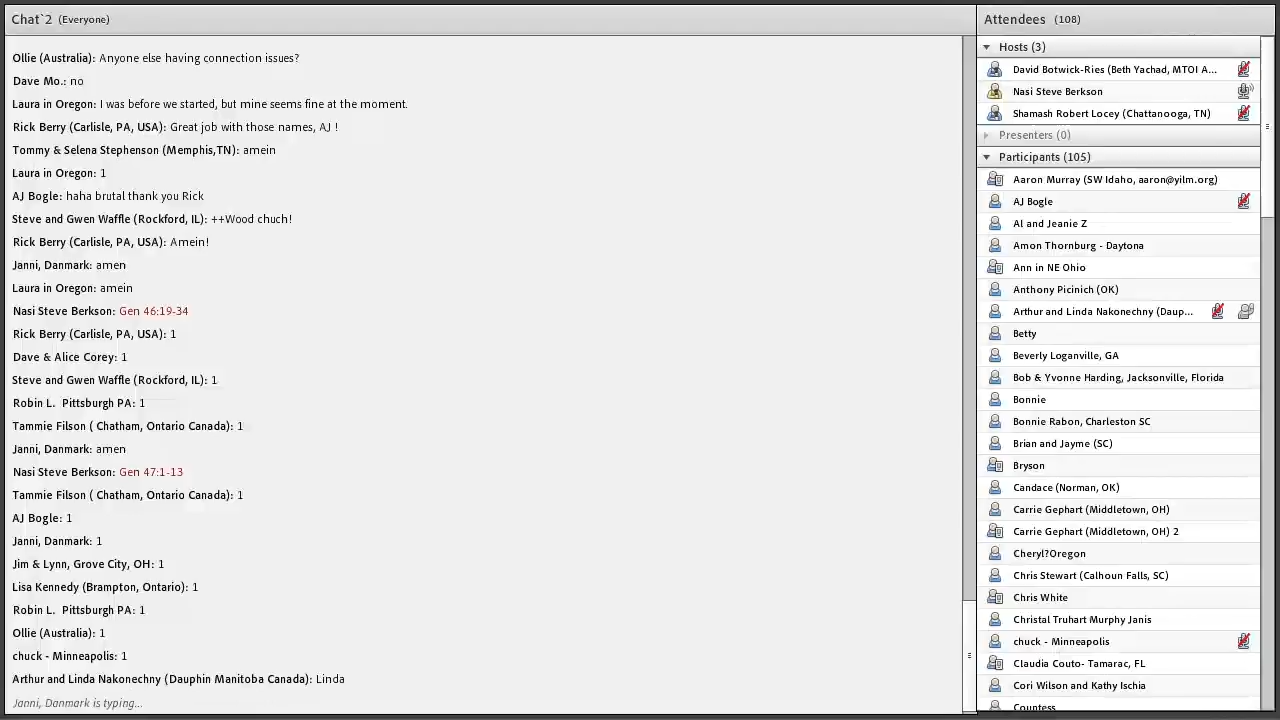 Chat`2 (Everyone)
Ollie (Australia): Anyone else having connection issues?
Dave Mo.: no
Laura in Oregon: I was before we started, but mine seems fine at the moment.
Rick Berry (Carlisle, PA, USA): Great job with those names, AJ !
Tommy & Selena Stephenson (Memphis,TN): amein
Laura in Oregon: 1
AJ Bogle: haha brutal thank you Rick
Steve and Gwen Waffle (Rockford, IL): ++Wood chuch!
Rick Berry (Carlisle, PA, USA): Amein!
Janni, Danmark: amen
Laura in Oregon: amein
Nasi Steve Berkson: Gen 46:19-34
Rick Berry (Carlisle, PA, USA): 1
Dave & Alice Corey: 1
Steve and Gwen Waffle (Rockford, IL): 1
Robin L.  Pittsburgh PA: 1
Tammie Filson ( Chatham, Ontario Canada): 1
Janni, Danmark: amen
Nasi Steve Berkson: Gen 47:1-13
Tammie Filson ( Chatham, Ontario Canada): 1
AJ Bogle: 1
Janni, Danmark: 1
Jim & Lynn, Grove City, OH: 1
Lisa Kennedy (Brampton, Ontario): 1
Robin L.  Pittsburgh PA: 1
Ollie (Australia): 1
chuck - Minneapolis: 1
Arthur and Linda Nakonechny (Dauphin Manitoba Canada): Linda
Janni, Danmark is typing...
Attendees (108)
Hosts (3)
David Botwick-Ries (Beth Yachad, MTOI A...
Nasi Steve Berkson
Shamash Robert Locey (Chattanooga, TN)
Presenters (0)
Participants (105)
Aaron Murray (SW Idaho, aaron@yilm.org)
AJ Bogle
Al and Jeanie Z
Amon Thornburg - Daytona
Ann in NE Ohio
Anthony Picinich (OK)
Arthur and Linda Nakonechny (Daup...
Betty
Beverly Loganville, GA
Bob & Yvonne Harding, Jacksonville, Florida
Bonnie
Bonnie Rabon, Charleston SC
Brian and Jayme (SC)
Bryson
Candace (Norman, OK)
Carrie Gephart (Middletown, OH)
Carrie Gephart (Middletown, OH) 2
Cheryl?Oregon
Chris Stewart (Calhoun Falls, SC)
Chris White
Christal Truhart Murphy Janis
chuck - Minneapolis
Claudia Couto- Tamarac, FL
Cori Wilson and Kathy Ischia
Countess